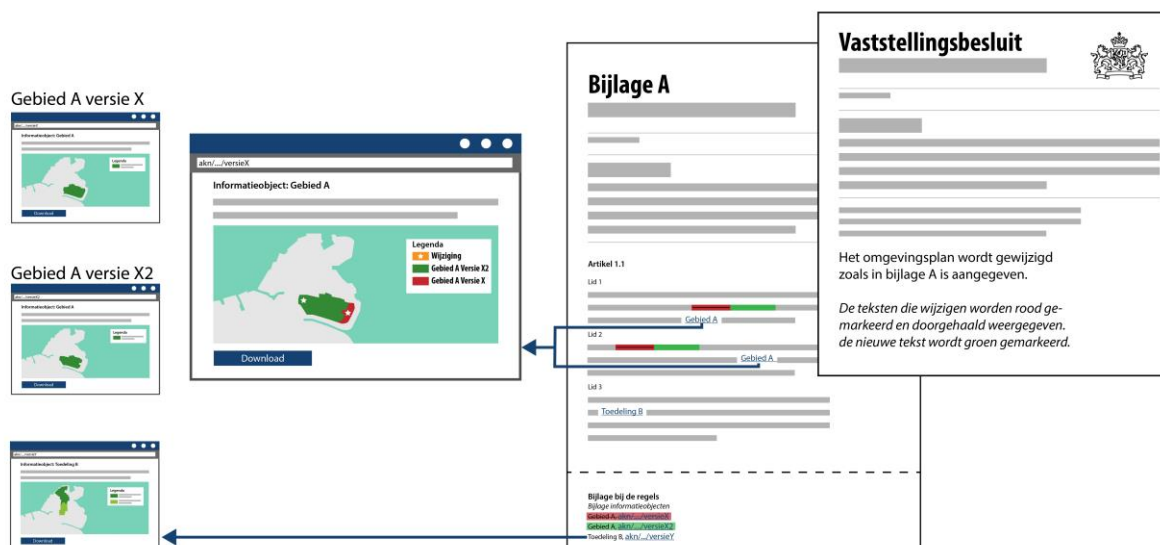 Gebied A versie X
Informatieobject: Gebied A
Legenda
Download
Gebied A versie X2
Informatieobject: Gebied A
Legenda
Download
Informatieobject: Toedeling B
Legenda
Download
akn/..../versieX
Informatieobject: Gebied A
Legenda
Wijziging
Gebied A Versie X2
Gebied A Versie X
Download
Bijlage A
Artikel 1.1
Lid 1
Gebied A
Lid 2
Gebied A
Lid 3
Toedeling B
Bijlage bij de regels
Bijlage informatieobjecten
Gebied A, akn/..../versieX
Gebied A, akn/..../versieX2
Toedeling B, akn/.../versieY
Vaststellingsbesluit
Het omgevingsplan wordt gewijzigd
zoals in bijlage A is aangegeven.
De teksten die wijzigen worden rood ge-
markeerd en doorgehaald weergegeven.
de nieuwe tekst wordt groen gemarkeerd.